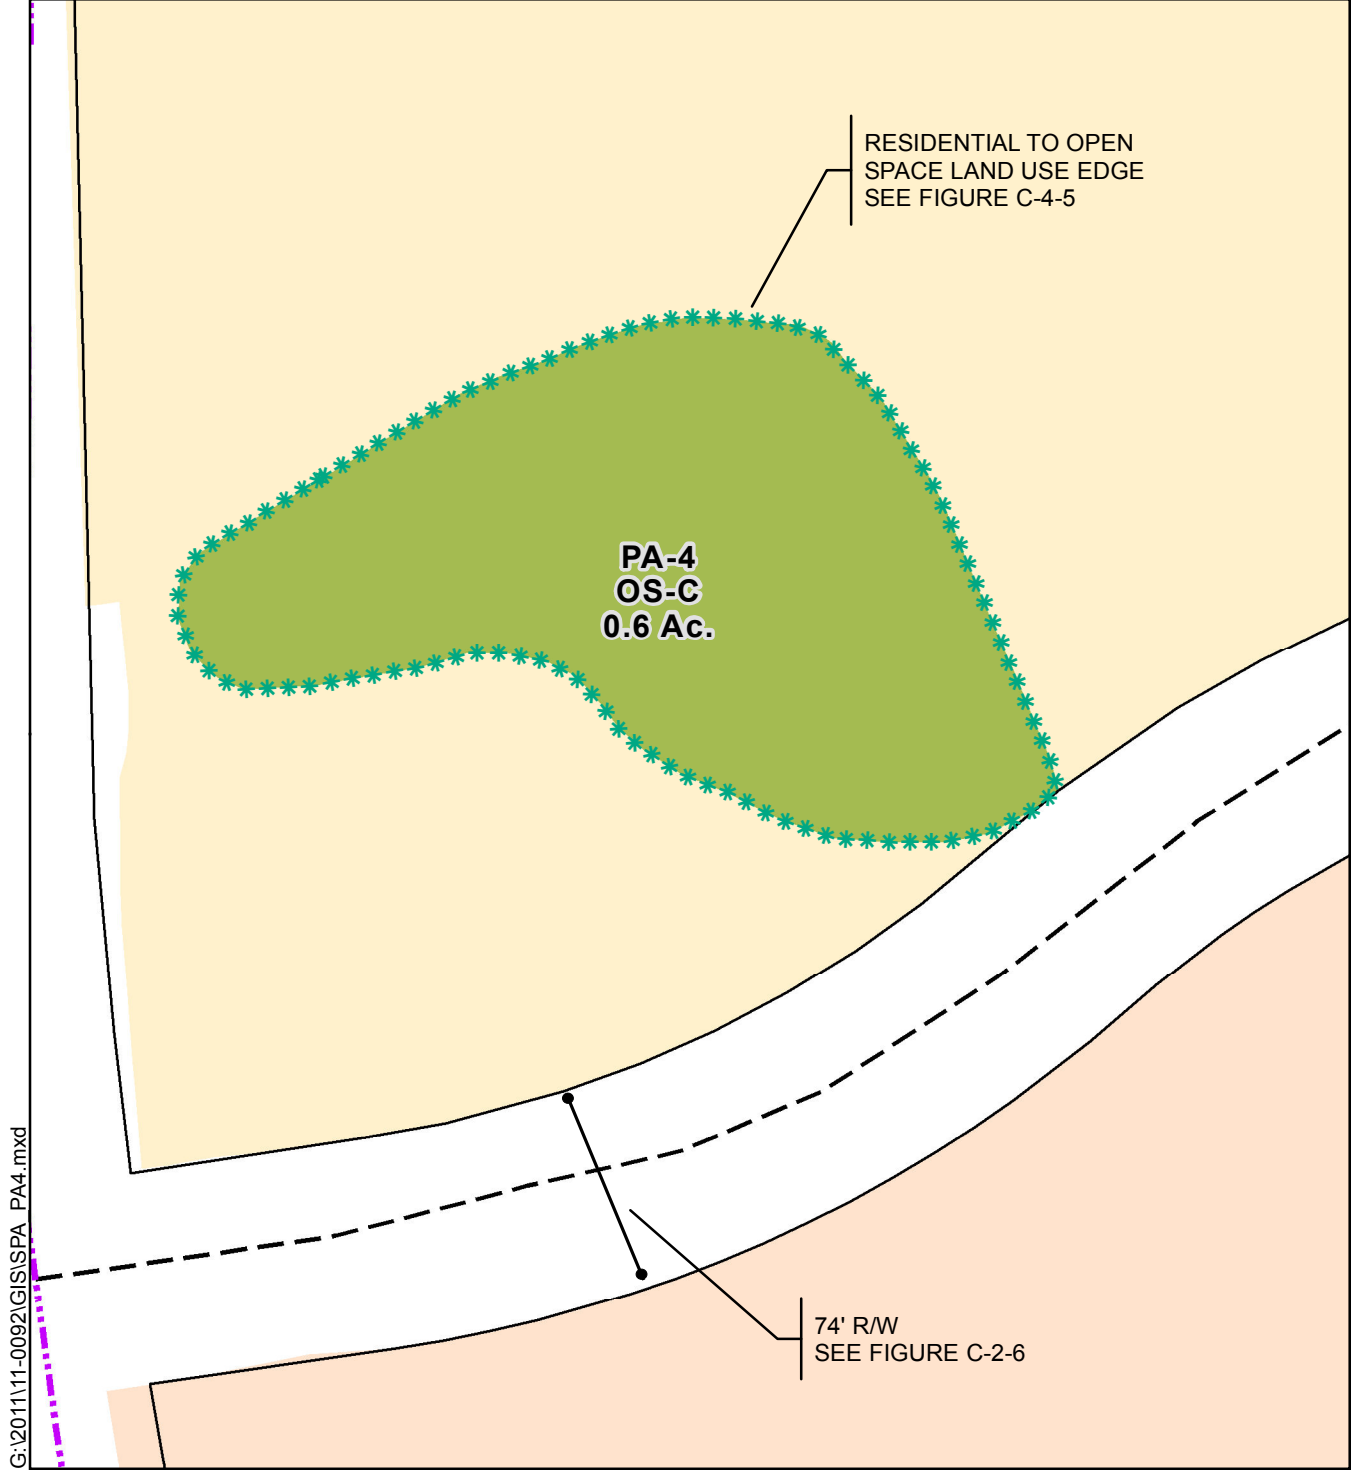 RESIDENTIAL TO OPEN
SPACE LAND USE EDGE
SEE FIGURE C-4-5
PA-4
OS-C
0.6 Ac.
74' R/W
SEE FIGURE C-2-6
G:\2011\11-0092\GIS\SPA_PA4.mxd